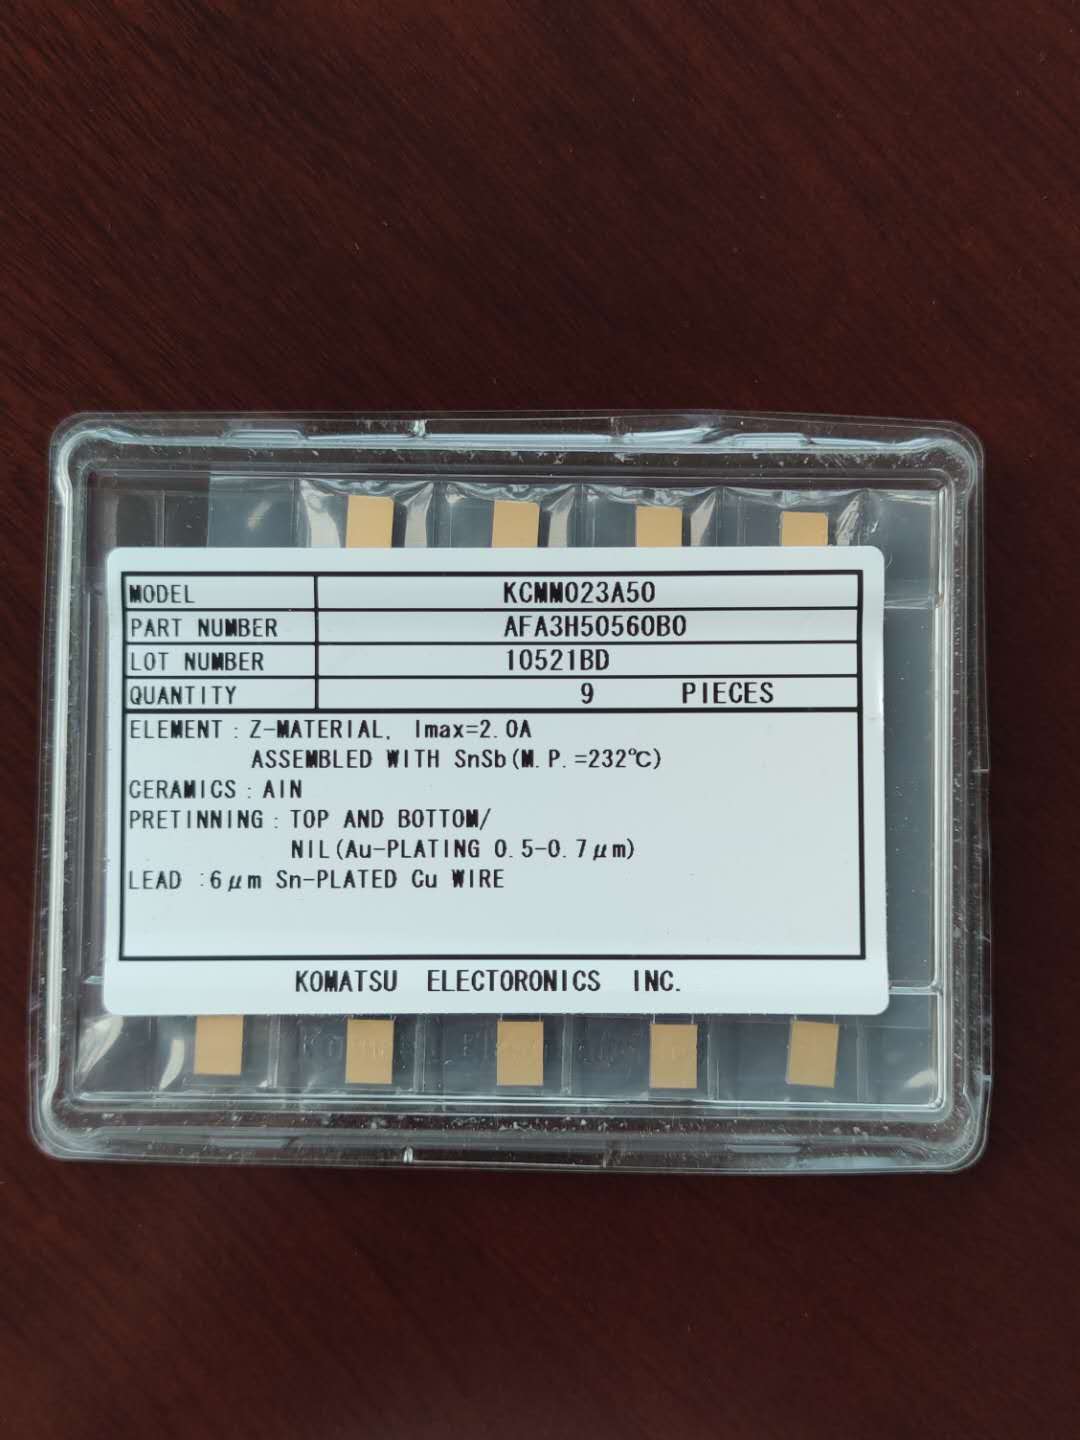 MODEL KCMM023A50
PART NUMBER AFA3H50560B0
LOT NUMBER 10521BD
QUANTITY 9 PIECES
ELEMENT : Z-MATERIAL, Imax=2.0A
ASSEMBLED WITH SnSb(M.P.=232℃)
CERAMICS : AlN
PRETINNING : TOP AND BOTTOM/
NIL(Au-PLATING 0.5-0.7μm)
LEAD :6μm Sn-PLATED Cu WIRE
KOMATSU ELECTORONICS INC.